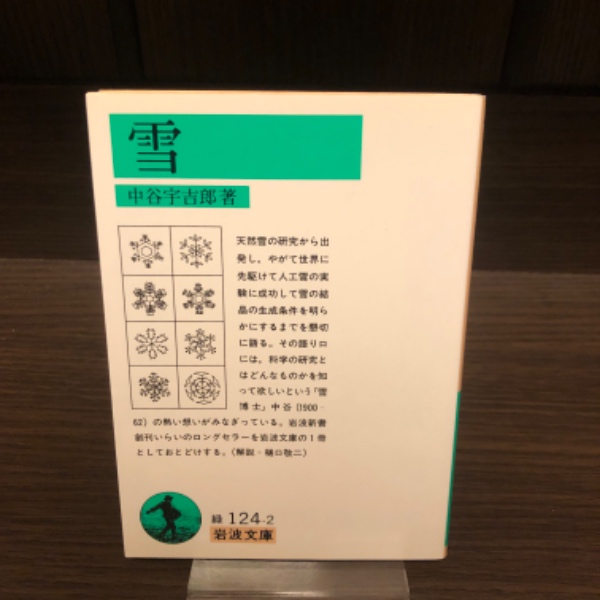 雪
中谷宇吉郎著
天然雪の研究から出
発し、やがて世界に
先駆けて人工雪の実
験に成功して雪の結
晶の生成条件を明ら
かにするまでを懇切
に語る。その語り口
には、科学の研究と
はどんなものかを知
って欲しいという「雪
博士」中谷(1900-
62)の熱い想いがみなぎっている。岩波新書
創刊いらいのロングセラーを岩波文庫の1冊
としておとどけする。(解説・樋口敬二)
緑 124-2
岩波文庫